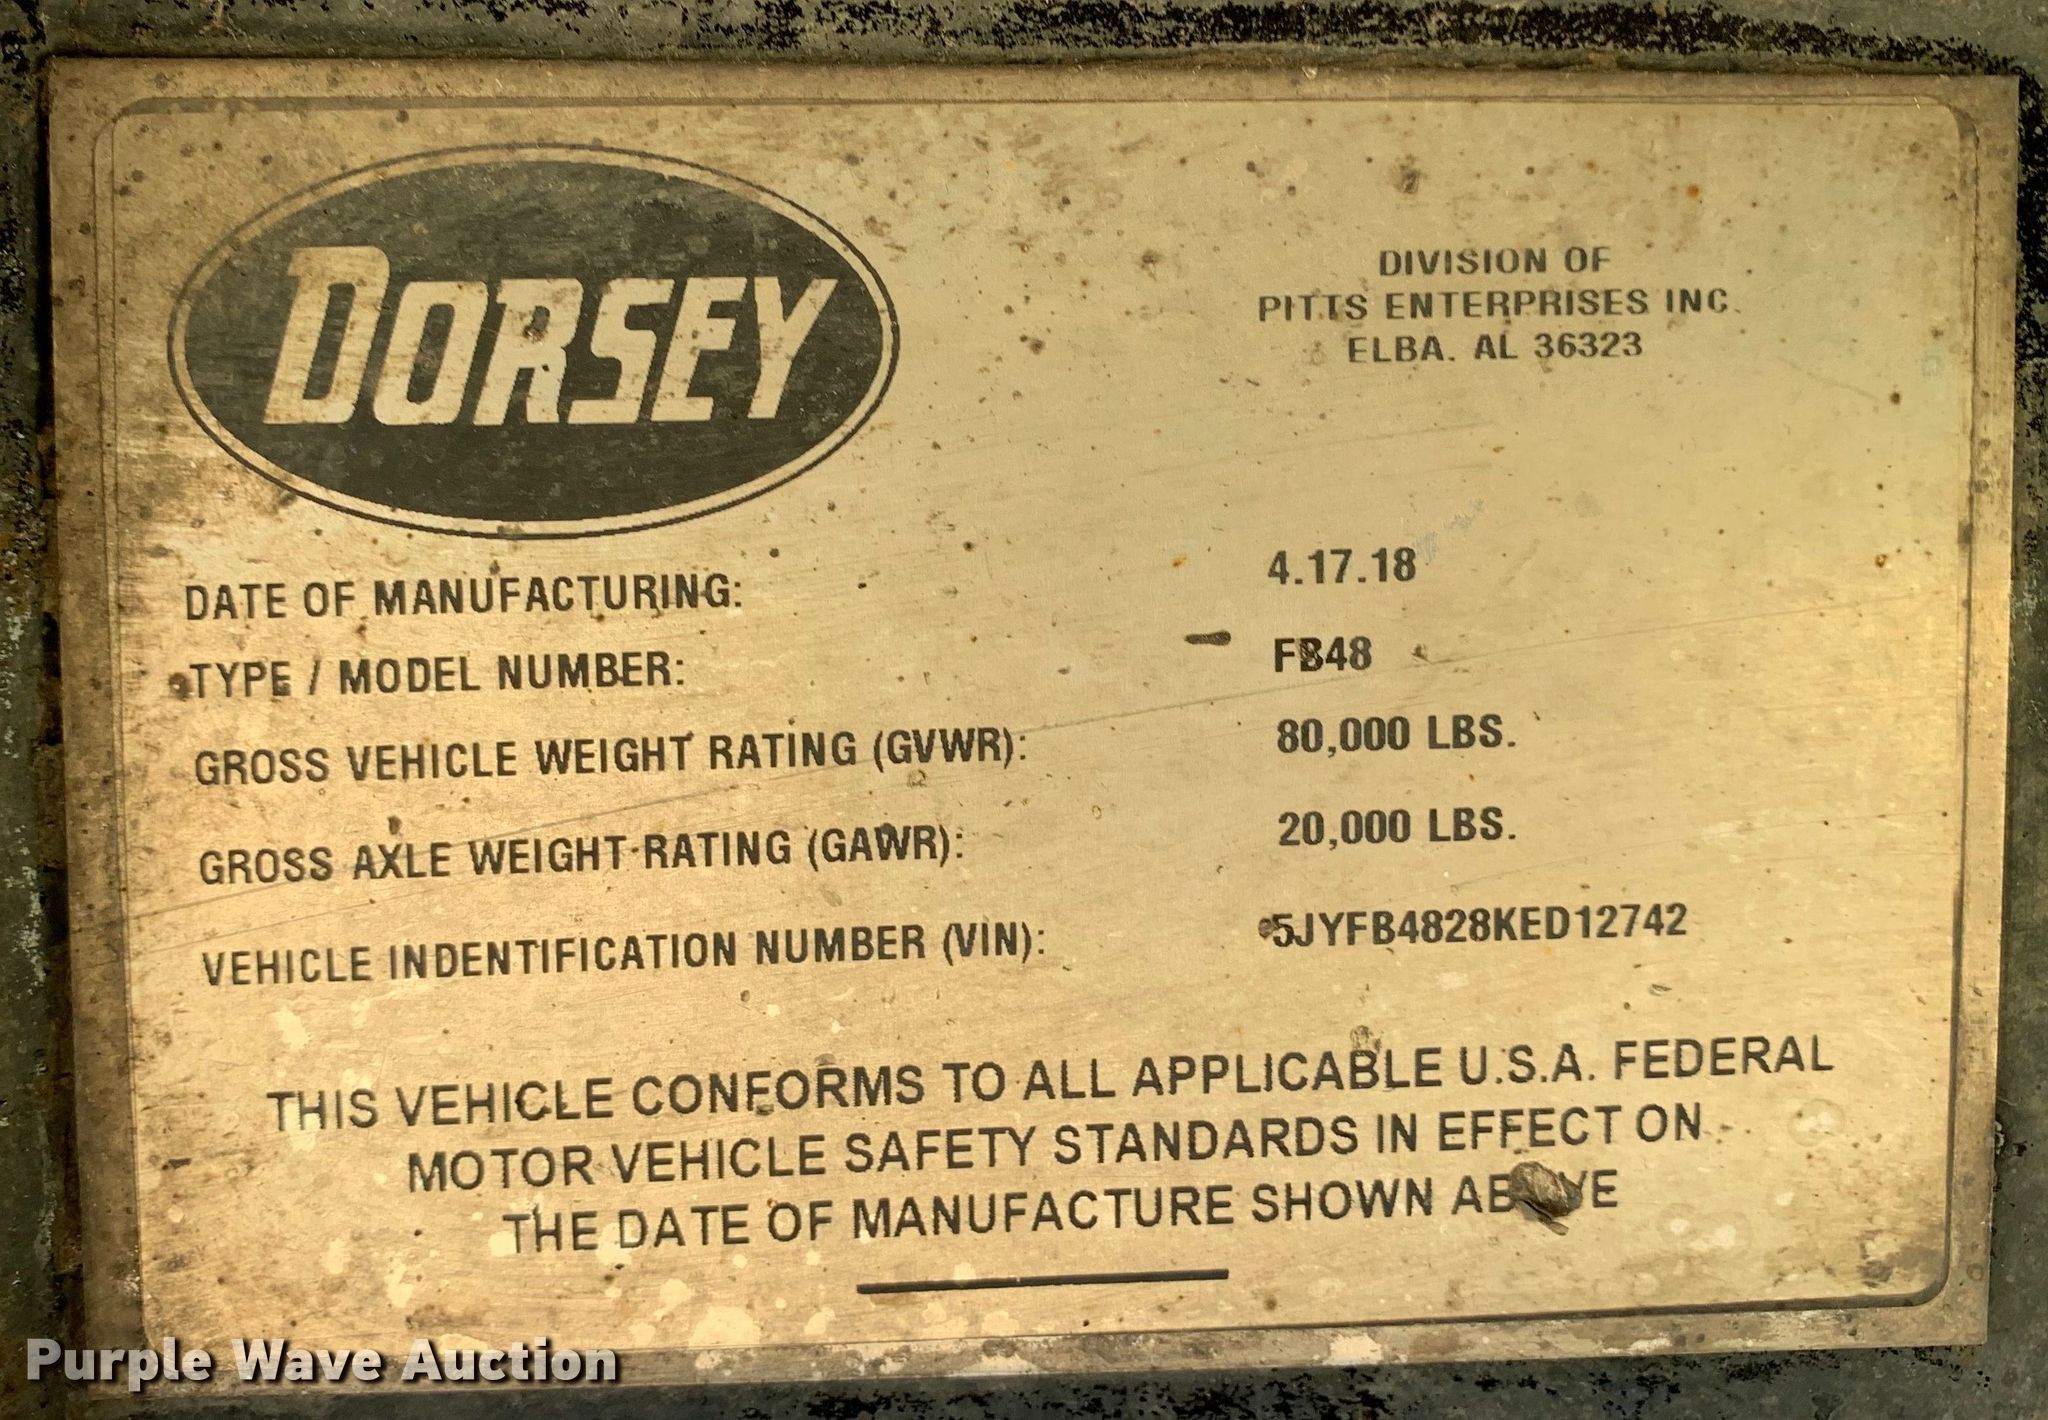 DORSEY
DIVISION OF
PITTS ENTERPRISES INC.
ELBA. AL 36323
DATE OF MANUFACTURING: 4.17.18
TYPE / MODEL NUMBER: FB48
GROSS VEHICLE WEIGHT RATING (GVWR): 80,000 LBS.
GROSS AXLE WEIGHT RATING (GAWR): 20,000 LBS.
VEHICLE INDENTIFICATION NUMBER (VIN): 5JYFB4828KED12742
THIS VEHICLE CONFORMS TO ALL APPLICABLE U.S.A. FEDERAL
MOTOR VEHICLE SAFETY STANDARDS IN EFFECT ON
THE DATE OF MANUFACTURE SHOWN ABOVE
Purple Wave Auction